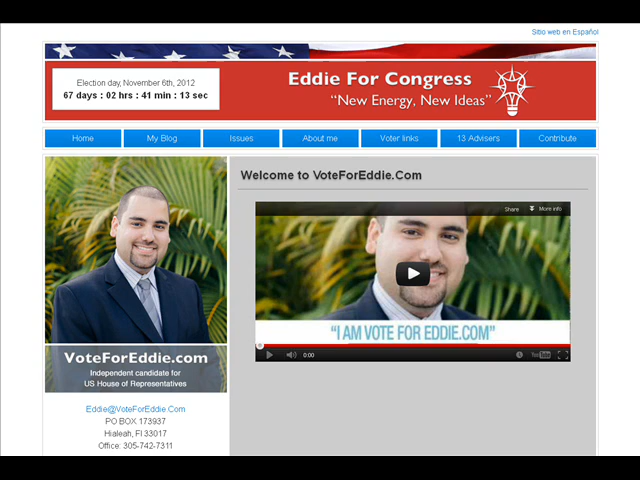 Sitio web en Español
Election day, November 6th, 2012
67 days : 02 hrs : 41 min : 13 sec
Eddie For Congress
“New Energy, New Ideas”
Home
My Blog
Issues
About me
Voter links
13 Advisers
Contribute
Welcome to VoteForEddie.Com
Share
More info
"I AM VOTE FOR EDDIE.COM"
0:00
YouTube
VoteForEddie.com
Independent candidate for
US House of Representatives
Eddie@VoteForEddie.Com
PO BOX 173937
Hialeah, Fl 33017
Office: 305-742-7311